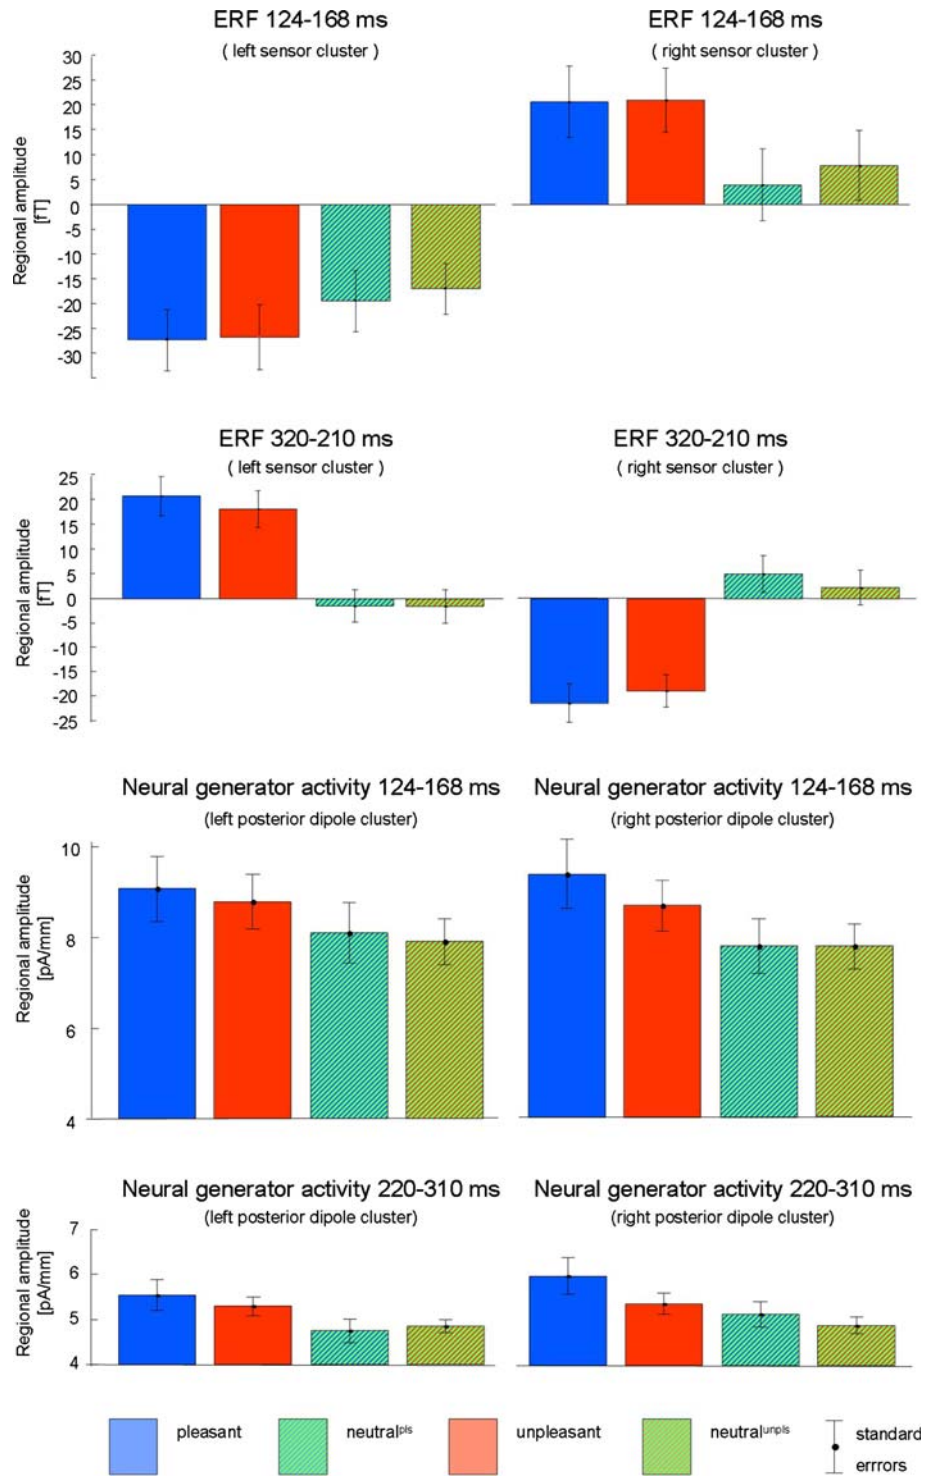 ERF 124-168 ms
( left sensor cluster )
ERF 124-168 ms
( right sensor cluster )
Regional amplitude
[fT]
30
25
20
15
10
5
0
-5
-10
-15
-20
-25
-30
ERF 320-210 ms
( left sensor cluster )
ERF 320-210 ms
( right sensor cluster )
Regional amplitude
[fT]
25
20
15
10
5
0
-5
-10
-15
-20
-25
Neural generator activity 124-168 ms
(left posterior dipole cluster)
Neural generator activity 124-168 ms
(right posterior dipole cluster)
Regional amplitude
[pA/mm]
10
8
6
4
Neural generator activity 220-310 ms
(left posterior dipole cluster)
Neural generator activity 220-310 ms
(right posterior dipole cluster)
Regional amplitude
[pA/mm]
7
6
5
4
pleasant
neutralpls
unpleasant
neutralunpls
standard
errrors